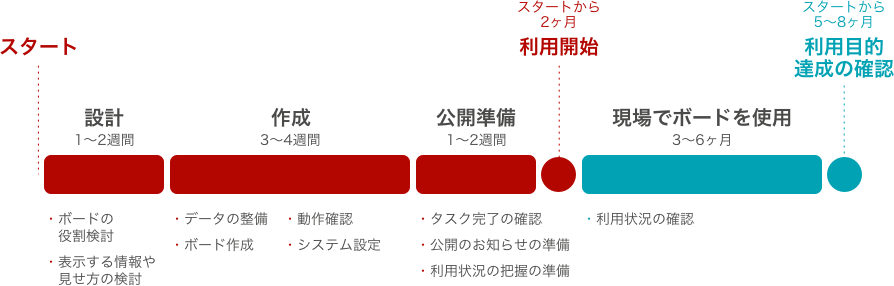 スタート
スタートから
2ヶ月
利用開始
スタートから
5〜8ヶ月
利用目的
達成の確認
設計
1〜2週間
作成
3〜4週間
公開準備
1〜2週間
現場でボードを使用
3〜6ヶ月
・ボードの
役割検討
・表示する情報や
見せ方の検討
・データの整備
・ボード作成
・動作確認
・システム設定
・タスク完了の確認
・公開のお知らせの準備
・利用状況の把握の準備
・利用状況の確認